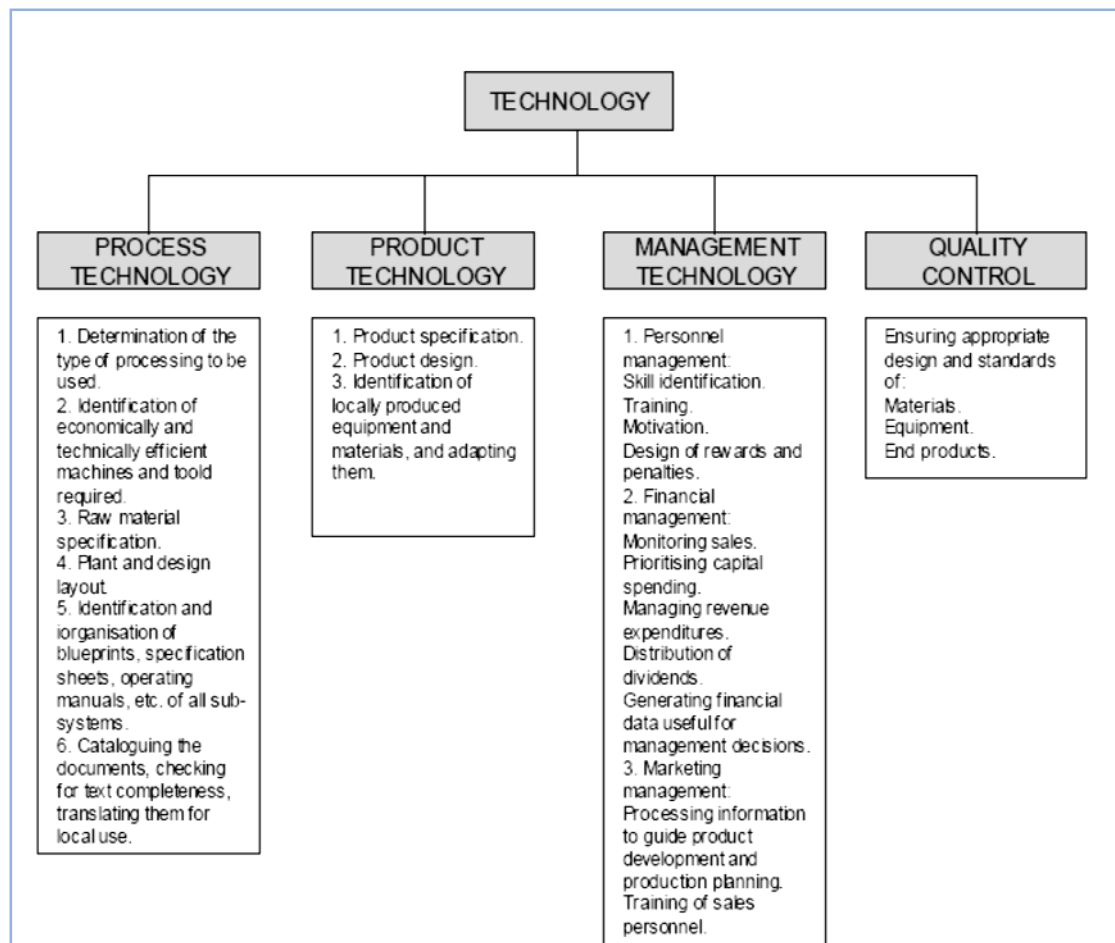 TECHNOLOGY
PROCESS
TECHNOLOGY
1. Determination of the
type of processing to be
used.
2. Identification of
economically and
technically efficient
machines and toold
required.
3. Raw material
specification.
4. Plant and design
layout.
5. Identification and
iorganisation of
blueprints, specification
sheets, operating
manuals, etc. of all sub-
systems.
6. Cataloguing the
documents, checking
for text completeness,
translating them for
local use.
PRODUCT
TECHNOLOGY
1. Product specification.
2. Product design.
3. Identification of
locally produced
equipment and
materials, and adapting
them.
MANAGEMENT
TECHNOLOGY
1. Personnel
management:
Skill identification.
Training.
Motivation.
Design of rewards and
penalties.
2. Financial
management:
Monitoring sales.
Prioritising capital
spending.
Managing revenue
expenditures.
Distribution of
dividends.
Generating financial
data useful for
management decisions.
3. Marketing
management:
Processing information
to guide product
development and
production planning.
Training of sales
personnel.
QUALITY
CONTROL
Ensuring appropriate
design and standards
of:
Materials.
Equipment.
End products.